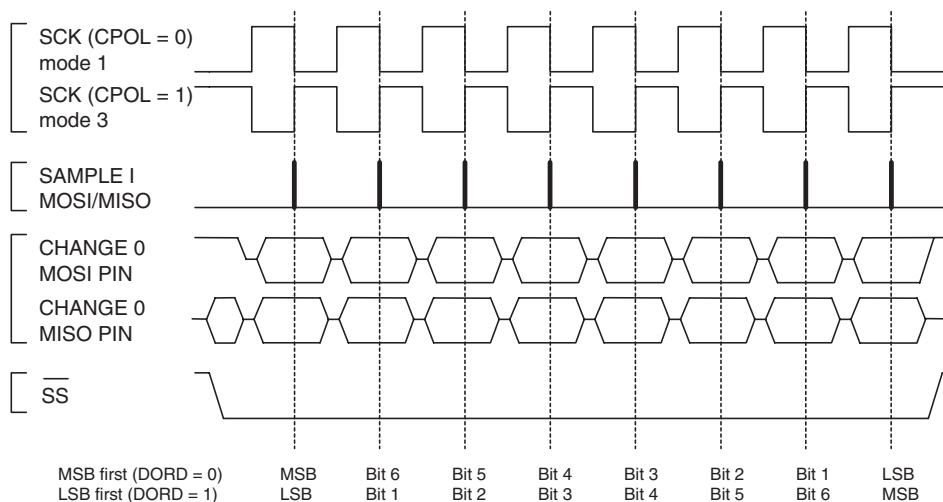 SCK (CPOL = 0)
mode 1
SCK (CPOL = 1)
mode 3
SAMPLE I
MOSI/MISO
CHANGE 0
MOSI PIN
CHANGE 0
MISO PIN
SS
MSB first (DORD = 0) MSB Bit 6 Bit 5 Bit 4 Bit 3 Bit 2 Bit 1 LSB
LSB first (DORD = 1) LSB Bit 1 Bit 2 Bit 3 Bit 4 Bit 5 Bit 6 MSB